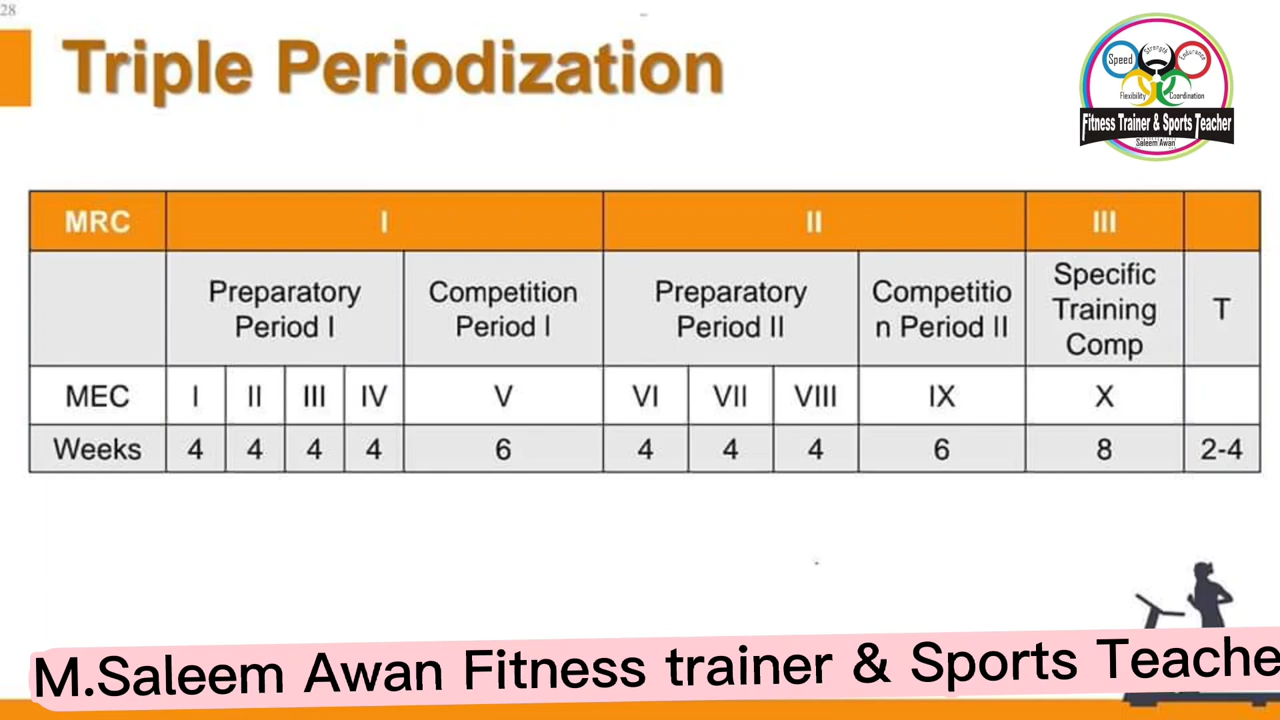 28
Triple Periodization
Speed
Strength
Endurance
Flexibility
Coordination
Fitness Trainer & Sports Teacher
Saleem Awan
MRC I II III
Preparatory Period I Competition Period I Preparatory Period II Competitio n Period II Specific Training Comp T
MEC I II III IV V VI VII VIII IX X
Weeks 4 4 4 4 6 4 4 4 6 8 2-4
M.Saleem Awan Fitness trainer & Sports Teache